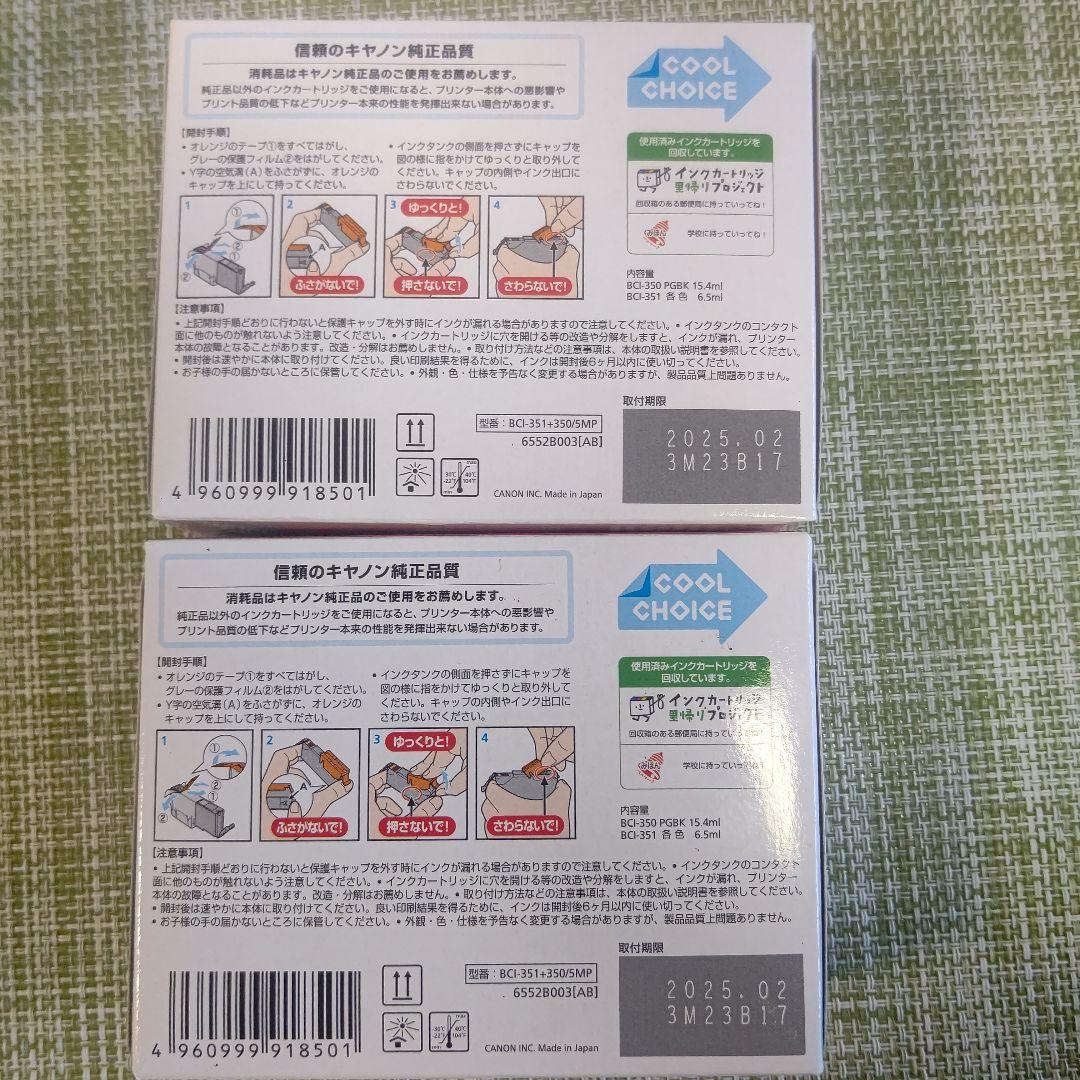 信頼のキヤノン純正品質
消耗品はキヤノン純正品のご使用をお薦めします。
純正品以外のインクカートリッジをご使用になると、プリンター本体への悪影響や
プリント品質の低下などプリンター本来の性能を発揮出来ない場合があります。
COOL
CHOICE
使用済みインクカートリッジを
回収しています。
インクカートリッジ
里帰りプロジェクト
回収箱のある郵便局に持っていってね!
みほん
学校に持っていってね!
【開封手順】
・オレンジのテープ①をすべてはがし、
グレーの保護フィルム②をはがしてください。
・Y字の空気溝(A)をふさがずに、オレンジの
キャップを上にして持ってください。
・インクタンクの側面を押さずにキャップを
図の様に指をかけてゆっくりと取り外して
ください。キャップの内側やインク出口に
さわらないでください。
1
①
①
②
②
2
A
ふさがないで!
3
ゆっくりと!
押さないで!
4
さわらないで!
内容量
BCI-350 PGBK 15.4ml
BCI-351 各色 6.5ml
【注意事項】
・上記開封手順どおりに行わないと保護キャップを外す時にインクが漏れる場合がありますので注意してください。・インクタンクのコンタクト
面に他のものが触れないよう注意してください。・インクカートリッジに穴を開ける等の改造や分解をしますと、インクが漏れ、プリンター
本体の故障となることがあります。改造・分解はお薦めしません。・取り付け方法などの注意事項は、本体の取扱い説明書を参照してください。
・開封後は速やかに本体に取り付けてください。良い印刷結果を得るために、インクは開封後6ヶ月以内に使い切ってください。
・お子様の手の届かないところに保管してください。・外観・色・仕様を予告なく変更する場合がありますが、製品品質上問題ありません。
取付期限
2025.02
3M23B17
型番:BCI-351+350/5MP
6552B003[AB]
max
-30℃ 40℃
-22°F 104°F
min
CANON INC. Made in Japan
4 960999 918501
信頼のキヤノン純正品質
消耗品はキヤノン純正品のご使用をお薦めします。
純正品以外のインクカートリッジをご使用になると、プリンター本体への悪影響や
プリント品質の低下などプリンター本来の性能を発揮出来ない場合があります。
COOL
CHOICE
使用済みインクカートリッジを
回収しています。
インクカートリッジ
里帰りプロジェクト
回収箱のある郵便局に持っていってね!
みほん
学校に持っていってね!
【開封手順】
・オレンジのテープ①をすべてはがし、
グレーの保護フィルム②をはがしてください。
・Y字の空気溝(A)をふさがずに、オレンジの
キャップを上にして持ってください。
・インクタンクの側面を押さずにキャップを
図の様に指をかけてゆっくりと取り外して
ください。キャップの内側やインク出口に
さわらないでください。
1
①
①
②
②
2
A
ふさがないで!
3
ゆっくりと!
押さないで!
4
さわらないで!
内容量
BCI-350 PGBK 15.4ml
BCI-351 各色 6.5ml
【注意事項】
・上記開封手順どおりに行わないと保護キャップを外す時にインクが漏れる場合がありますので注意してください。・インクタンクのコンタクト
面に他のものが触れないよう注意してください。・インクカートリッジに穴を開ける等の改造や分解をしますと、インクが漏れ、プリンター
本体の故障となることがあります。改造・分解はお薦めしません。・取り付け方法などの注意事項は、本体の取扱い説明書を参照してください。
・開封後は速やかに本体に取り付けてください。良い印刷結果を得るために、インクは開封後6ヶ月以内に使い切ってください。
・お子様の手の届かないところに保管してください。・外観・色・仕様を予告なく変更する場合がありますが、製品品質上問題ありません。
取付期限
2025.02
3M23B17
型番:BCI-351+350/5MP
6552B003[AB]
max
-30℃ 40℃
-22°F 104°F
min
CANON INC. Made in Japan
4 960999 918501